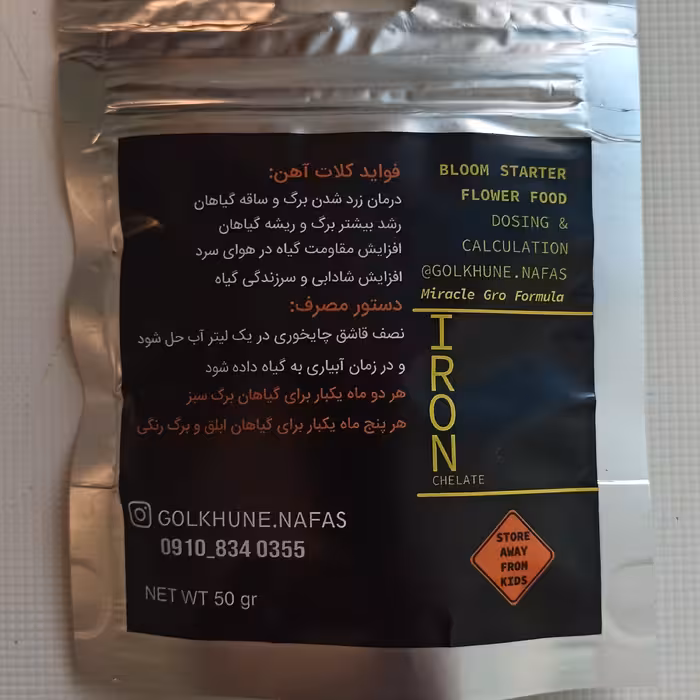 فواید کلات آهن:
درمان زرد شدن برگ و ساقه گیاهان
رشد بیشتر برگ و ریشه گیاهان
افزایش مقاومت گیاه در هوای سرد
افزایش شادابی و سرزندگی گیاه
دستور مصرف:
نصف قاشق چایخوری در یک لیتر آب حل شود
و در زمان آبیاری به گیاه داده شود
هر دو ماه یکبار برای گیاهان برگ سبز
هر پنج ماه یکبار برای گیاهان ابلق و برگ رنگی
BLOOM STARTER
FLOWER FOOD
DOSING &
CALCULATION
@GOLKHUNE.NAFAS
Miracle Gro Formula
IRON
CHELATE
GOLKHUNE.NAFAS
0910_834 0355
NET WT 50 gr
STORE
AWAY
FROM
KIDS